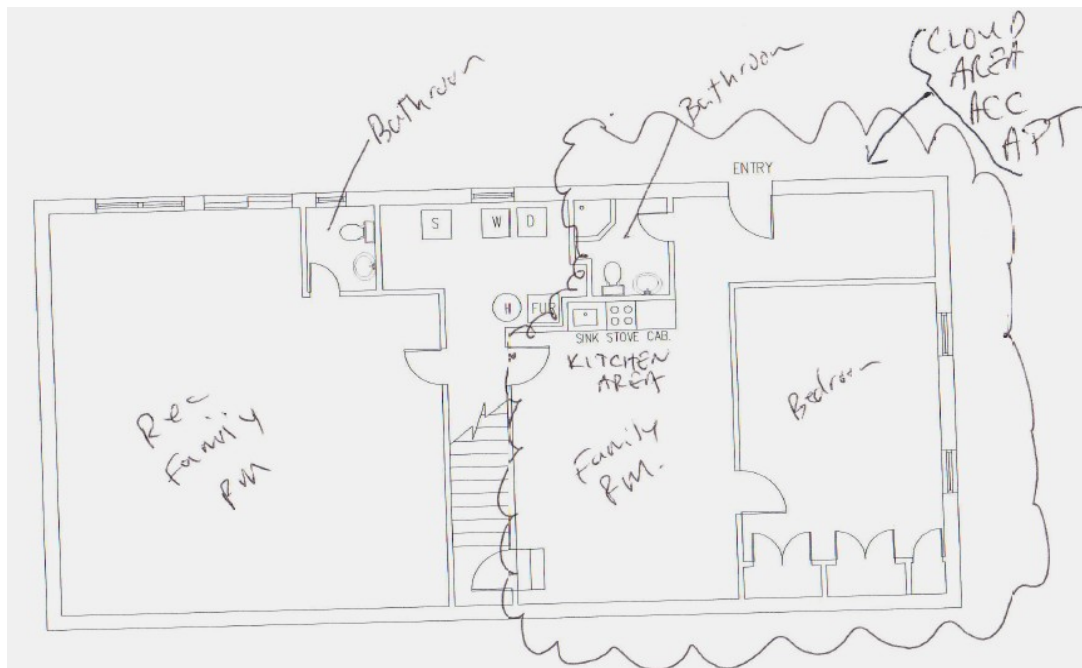 CLOUD
AREA
ACC
APT
Bathroom
Bathroom
ENTRY
S
W
D
H
FUR
SINK STOVE CAB.
KITCHEN
AREA
Bedroom
Rec
Family
RM
Family
RM.